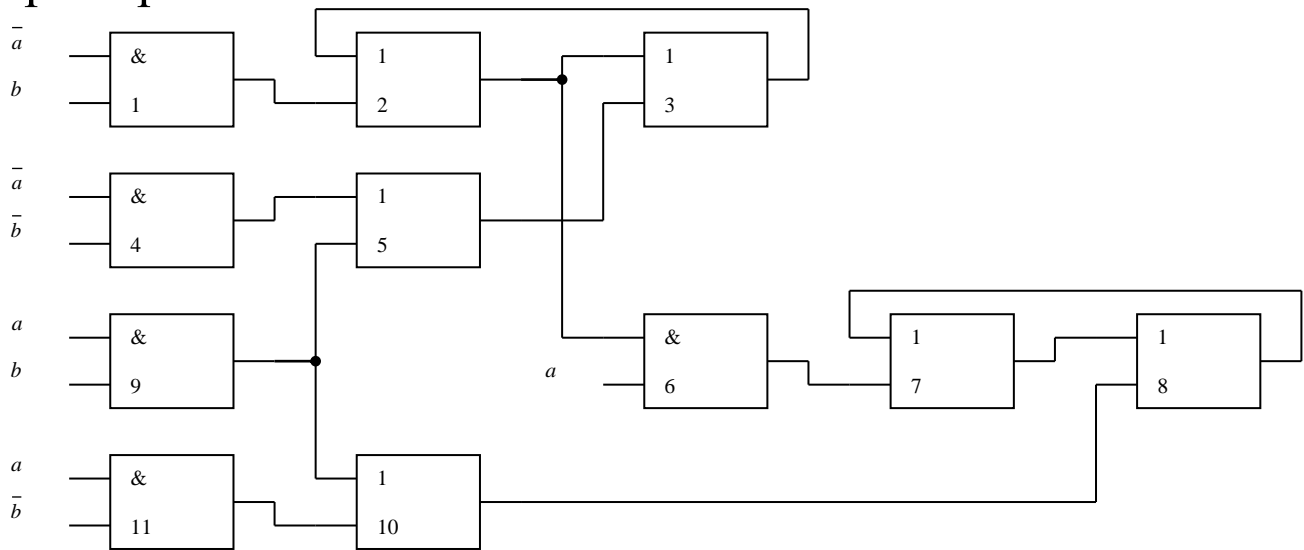 a̅ & 1 1
b 1 2 3
a̅ & 1
b̅ 4 5
a & & 1 1
b 9 a 6 7 8
a & 1
b̅ 11 10